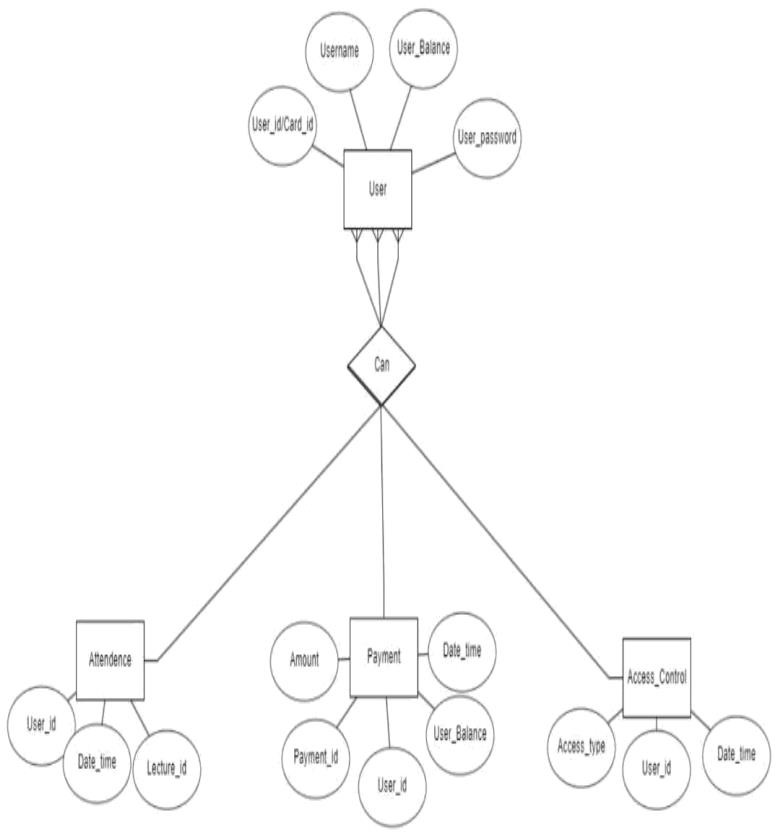 Username
User_Balance
User_id/Card_id
User_password
User
Can
Attendence
User_id
Date_time
Lecture_id
Payment
Amount
Date_time
Payment_id
User_Balance
User_id
Access_Control
Access_type
User_id
Date_time